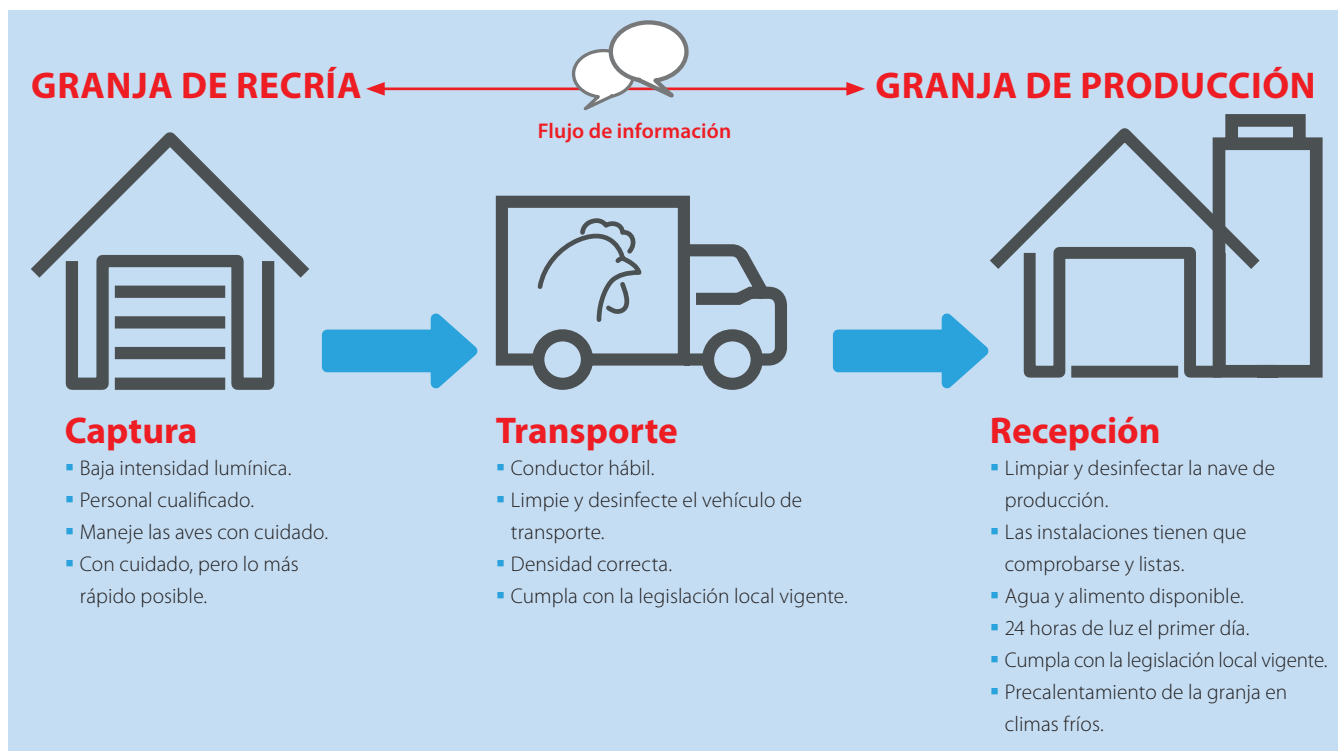 GRANJA DE RECRÍA
GRANJA DE PRODUCCIÓN
Flujo de información
Captura
▪ Baja intensidad lumínica.
▪ Personal cualificado.
▪ Maneje las aves con cuidado.
▪ Con cuidado, pero lo más
rápido posible.
Transporte
▪ Conductor hábil.
▪ Limpie y desinfecte el vehículo de
transporte.
▪ Densidad correcta.
▪ Cumpla con la legislación local vigente.
Recepción
▪ Limpiar y desinfectar la nave de
producción.
▪ Las instalaciones tienen que
comprobarse y listas.
▪ Agua y alimento disponible.
▪ 24 horas de luz el primer día.
▪ Cumpla con la legislación local vigente.
▪ Precalentamiento de la granja en
climas fríos.